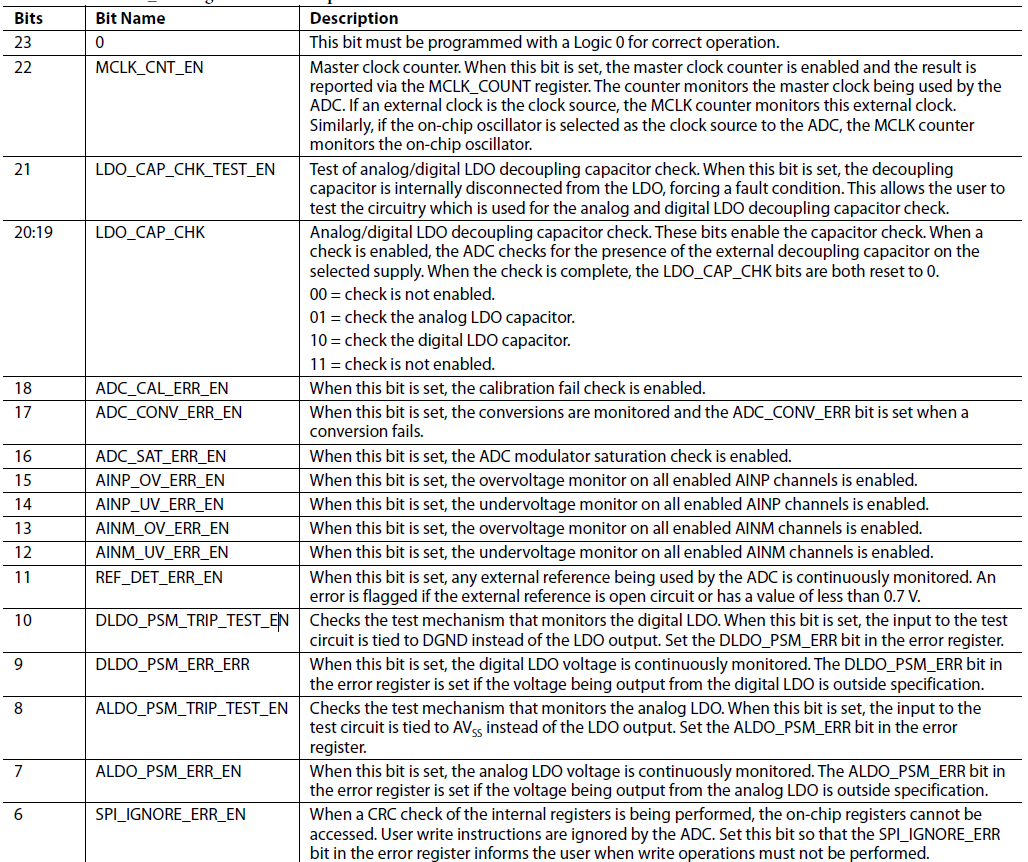 Bits Bit Name Description
23 0 This bit must be programmed with a Logic 0 for correct operation.
22 MCLK_CNT_EN Master clock counter. When this bit is set, the master clock counter is enabled and the result is
reported via the MCLK_COUNT register. The counter monitors the master clock being used by the
ADC. If an external clock is the clock source, the MCLK counter monitors this external clock.
Similarly, if the on-chip oscillator is selected as the clock source to the ADC, the MCLK counter
monitors the on-chip oscillator.
21 LDO_CAP_CHK_TEST_EN Test of analog/digital LDO decoupling capacitor check. When this bit is set, the decoupling
capacitor is internally disconnected from the LDO, forcing a fault condition. This allows the user to
test the circuitry which is used for the analog and digital LDO decoupling capacitor check.
20:19 LDO_CAP_CHK Analog/digital LDO decoupling capacitor check. These bits enable the capacitor check. When a
check is enabled, the ADC checks for the presence of the external decoupling capacitor on the
selected supply. When the check is complete, the LDO_CAP_CHK bits are both reset to 0.
00 = check is not enabled.
01 = check the analog LDO capacitor.
10 = check the digital LDO capacitor.
11 = check is not enabled.
18 ADC_CAL_ERR_EN When this bit is set, the calibration fail check is enabled.
17 ADC_CONV_ERR_EN When this bit is set, the conversions are monitored and the ADC_CONV_ERR bit is set when a
conversion fails.
16 ADC_SAT_ERR_EN When this bit is set, the ADC modulator saturation check is enabled.
15 AINP_OV_ERR_EN When this bit is set, the overvoltage monitor on all enabled AINP channels is enabled.
14 AINP_UV_ERR_EN When this bit is set, the undervoltage monitor on all enabled AINP channels is enabled.
13 AINM_OV_ERR_EN When this bit is set, the overvoltage monitor on all enabled AINM channels is enabled.
12 AINM_UV_ERR_EN When this bit is set, the undervoltage monitor on all enabled AINM channels is enabled.
11 REF_DET_ERR_EN When this bit is set, any external reference being used by the ADC is continuously monitored. An
error is flagged if the external reference is open circuit or has a value of less than 0.7 V.
10 DLDO_PSM_TRIP_TEST_EN Checks the test mechanism that monitors the digital LDO. When this bit is set, the input to the test
circuit is tied to DGND instead of the LDO output. Set the DLDO_PSM_ERR bit in the error register.
9 DLDO_PSM_ERR_ERR When this bit is set, the digital LDO voltage is continuously monitored. The DLDO_PSM_ERR bit in
the error register is set if the voltage being output from the digital LDO is outside specification.
8 ALDO_PSM_TRIP_TEST_EN Checks the test mechanism that monitors the analog LDO. When this bit is set, the input to the
test circuit is tied to AVSS instead of the LDO output. Set the ALDO_PSM_ERR bit in the error
register.
7 ALDO_PSM_ERR_EN When this bit is set, the analog LDO voltage is continuously monitored. The ALDO_PSM_ERR bit in
the error register is set if the voltage being output from the analog LDO is outside specification.
6 SPI_IGNORE_ERR_EN When a CRC check of the internal registers is being performed, the on-chip registers cannot be
accessed. User write instructions are ignored by the ADC. Set this bit so that the SPI_IGNORE_ERR
bit in the error register informs the user when write operations must not be performed.